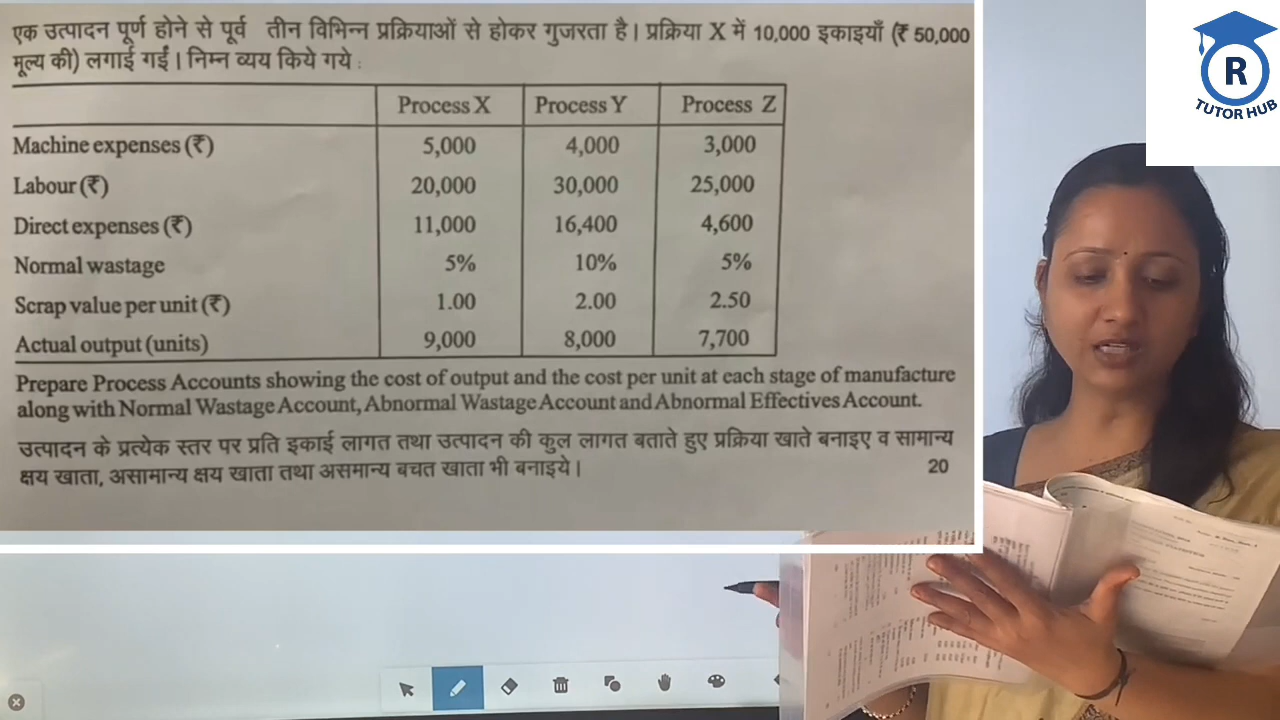 एक उत्पादन पूर्ण होने से पूर्व तीन विभिन्न प्रक्रियाओं से होकर गुजरता है। प्रक्रिया X में 10,000 इकाइयाँ (₹ 50,000
मूल्य की) लगाई गईं। निम्न व्यय किये गये :
Process X Process Y Process Z
Machine expenses (₹) 5,000 4,000 3,000
Labour (₹) 20,000 30,000 25,000
Direct expenses (₹) 11,000 16,400 4,600
Normal wastage 5% 10% 5%
Scrap value per unit (₹) 1.00 2.00 2.50
Actual output (units) 9,000 8,000 7,700
Prepare Process Accounts showing the cost of output and the cost per unit at each stage of manufacture
along with Normal Wastage Account, Abnormal Wastage Account and Abnormal Effectives Account.
उत्पादन के प्रत्येक स्तर पर प्रति इकाई लागत तथा उत्पादन की कुल लागत बताते हुए प्रक्रिया खाते बनाइए व सामान्य
क्षय खाता, असामान्य क्षय खाता तथा असमान्य बचत खाता भी बनाइये।
20
R
TUTOR HUB